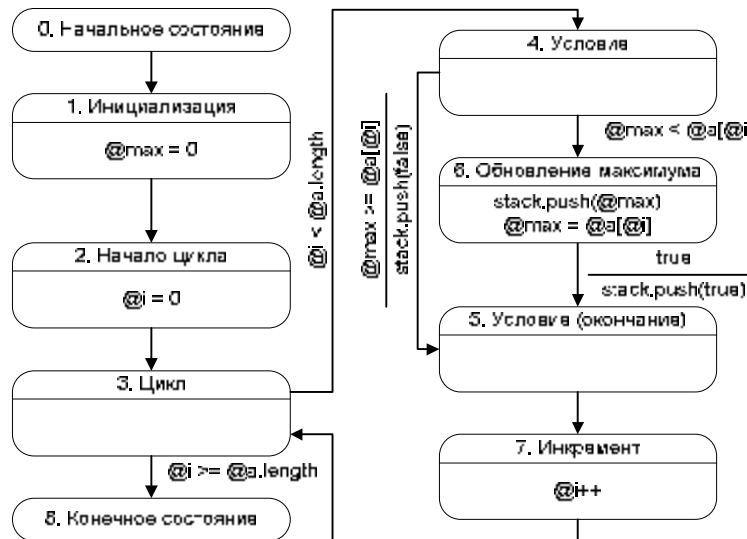 0. Начальное состояние
1. Инициализация
@max = 0
2. Начало цикла
@i = 0
3. Цикл
@i >= @a.length
8. Конечное состояние
@i < @a.length
@max >= @a[@i]
stack.push(false)
4. Условие
@max < @a[@i
6. Обновление максимума
stack.push(@max)
@max = @a[@i]
true
stack.push(true)
5. Условие (окончание)
7. Инкремент
@i++